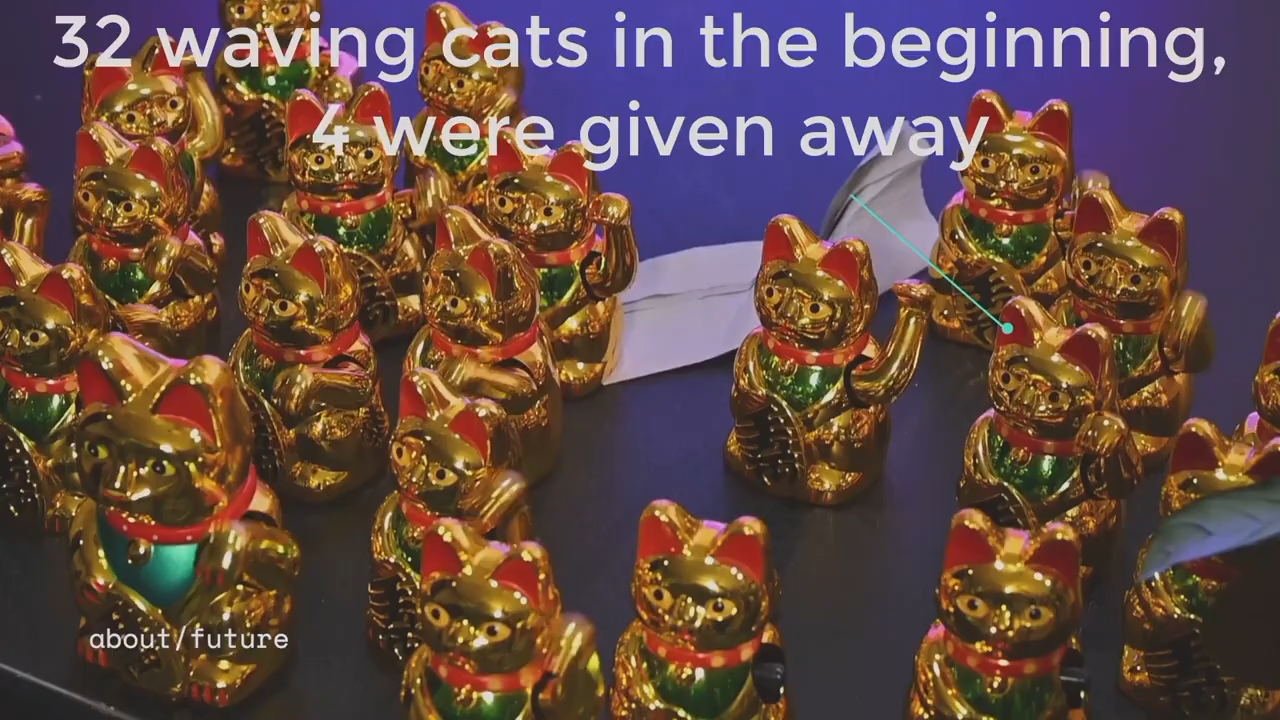 32 waving cats in the beginning,
4 were given away
about/future